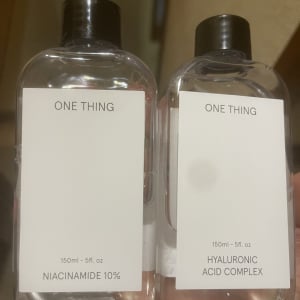 ONE THING
150ml - 5fl. oz
NIACINAMIDE 10%
ONE THING
150ml - 5fl. oz
HYALURONIC
ACID COMPLEX